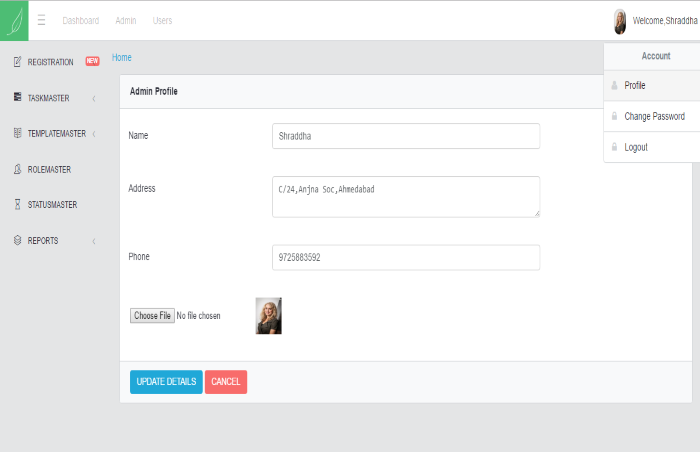 Dashboard Admin Users Welcome,Shraddha
Account
Profile
Change Password
Logout
REGISTRATION NEW
TASKMASTER
TEMPLATEMASTER
ROLEMASTER
STATUSMASTER
REPORTS
Home
Admin Profile
Name Shraddha
Address C/24,Anjna Soc,Ahmedabad
Phone 9725883592
Choose File No file chosen
UPDATE DETAILS CANCEL